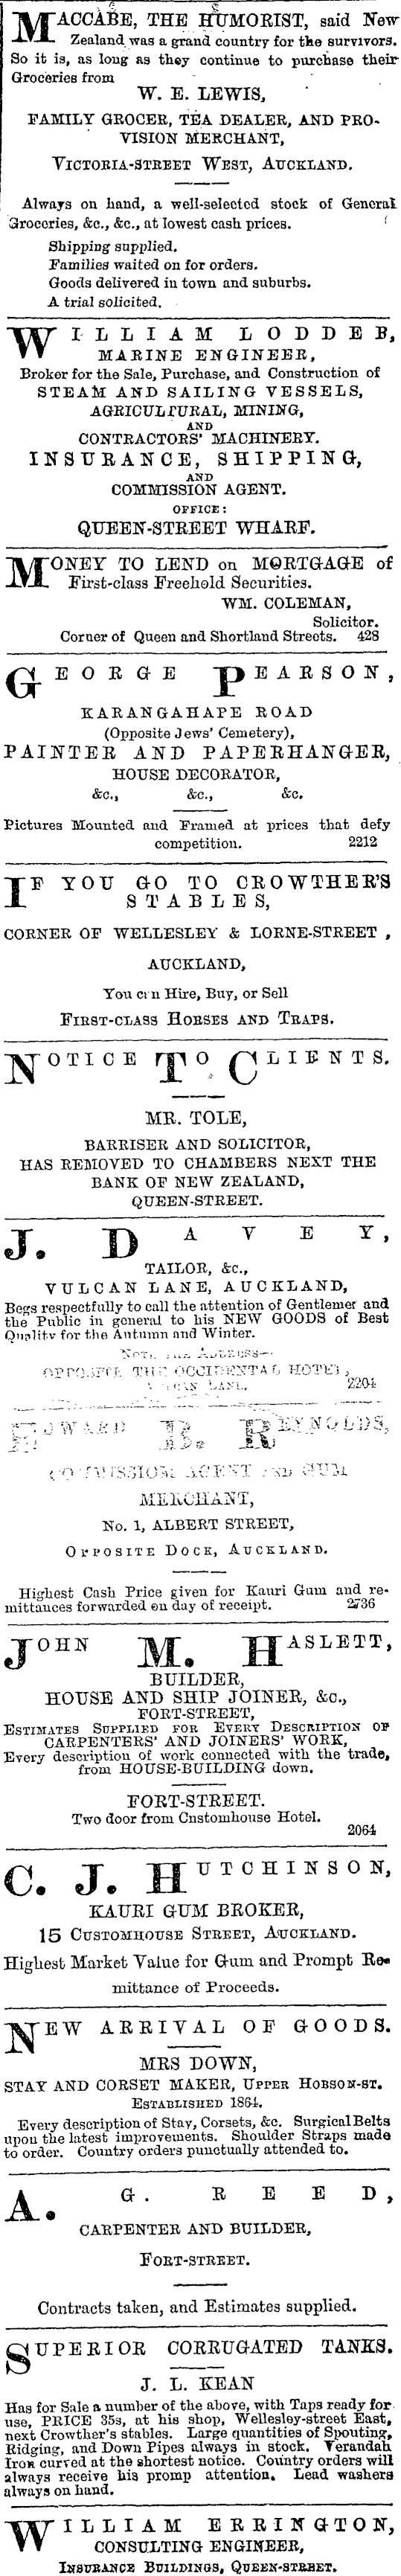 MACCABE, THE HUMORIST, said New
Zealand was a grand country for the survivors.
So it is, as long as they continue to purchase their
Groceries from
W. E. LEWIS,
FAMILY GROCER, TEA DEALER, AND PRO-
VISION MERCHANT,
VICTORIA-STREET WEST, AUCKLAND.
Always on hand, a well-selected stock of General
Groceries, &c., &c., at lowest cash prices.
Shipping supplied.
Families waited on for orders.
Goods delivered in town and suburbs.
A trial solicited.
WILLIAM LODDER,
MARINE ENGINEER,
Broker for the Sale, Purchase, and Construction of
STEAM AND SAILING VESSELS,
AGRICULTURAL, MINING,
AND
CONTRACTORS' MACHINERY.
INSURANCE, SHIPPING,
AND
COMMISSION AGENT.
OFFICE:
QUEEN-STREET WHARF.
MONEY TO LEND on MORTGAGE of
First-class Freehold Securities.
WM. COLEMAN,
Solicitor.
Corner of Queen and Shortland Streets. 428
GEORGE PEARSON,
KARANGAHAPE ROAD
(Opposite Jews' Cemetery),
PAINTER AND PAPERHANGER,
HOUSE DECORATOR,
&c., &c., &c.
Pictures Mounted and Framed at prices that defy
competition. 2212
IF YOU GO TO CROWTHER'S
STABLES,
CORNER OF WELLESLEY & LORNE-STREET,
AUCKLAND,
You can Hire, Buy, or Sell
FIRST-CLASS HORSES AND TRAPS.
NOTICE TO CLIENTS.
MR. TOLE,
BARRISER AND SOLICITOR,
HAS REMOVED TO CHAMBERS NEXT THE
BANK OF NEW ZEALAND,
QUEEN-STREET.
J. DAVEY,
TAILOR, &c.,
VULCAN LANE, AUCKLAND,
Begs respectfully to call the attention of Gentlemen and
the Public in general to his NEW GOODS of Best
Quality for the Autumn and Winter.
NOTE THE ADDRESS—
OPPOSITE THE OCCIDENTAL HOTEL,
VULCAN LANE. 2204
EDWARD B. REYNOLDS,
COMMISSION AGENT AND GUM
MERCHANT,
No. 1, ALBERT STREET,
OPPOSITE DOCK, AUCKLAND.
Highest Cash Price given for Kauri Gum and re-
mittances forwarded on day of receipt. 2736
JOHN M. HASLETT,
BUILDER,
HOUSE AND SHIP JOINER, &c.,
FORT-STREET,
ESTIMATES SUPPLIED FOR EVERY DESCRIPTION OF
CARPENTERS' AND JOINERS' WORK,
Every description of work connected with the trade,
from HOUSE-BUILDING down.
FORT-STREET.
Two door from Cnstomhouse Hotel.
2064
C. J. HUTCHINSON,
KAURI GUM BROKER,
15 CUSTOMHOUSE STREET, AUCKLAND.
Highest Market Value for Gum and Prompt Re-
mittance of Proceeds.
NEW ARRIVAL OF GOODS.
MRS DOWN,
STAY AND CORSET MAKER, UPPER HOBSON-ST.
ESTABLISHED 1864.
Every description of Stay, Corsets, &c. Surgical Belts
upon the latest improvements. Shoulder Straps made
to order. Country orders punctually attended to.
A. G. REED,
CARPENTER AND BUILDER,
FORT-STREET.
Contracts taken, and Estimates supplied.
SUPERIOR CORRUGATED TANKS.
J. L. KEAN
Has for Sale a number of the above, with Taps ready for
use, PRICE 35s, at his shop, Wellesley-street East,
next Crowther's stables. Large quantities of Spouting,
Ridging, and Down Pipes always in stock. Verandah
Iron curved at the shortest notice. Country orders will
always receive his promp attention. Lead washers
always on hand.
WILLIAM ERRINGTON,
CONSULTING ENGINEER,
INSURANCE BUILDINGS, QUEEN-STREET.